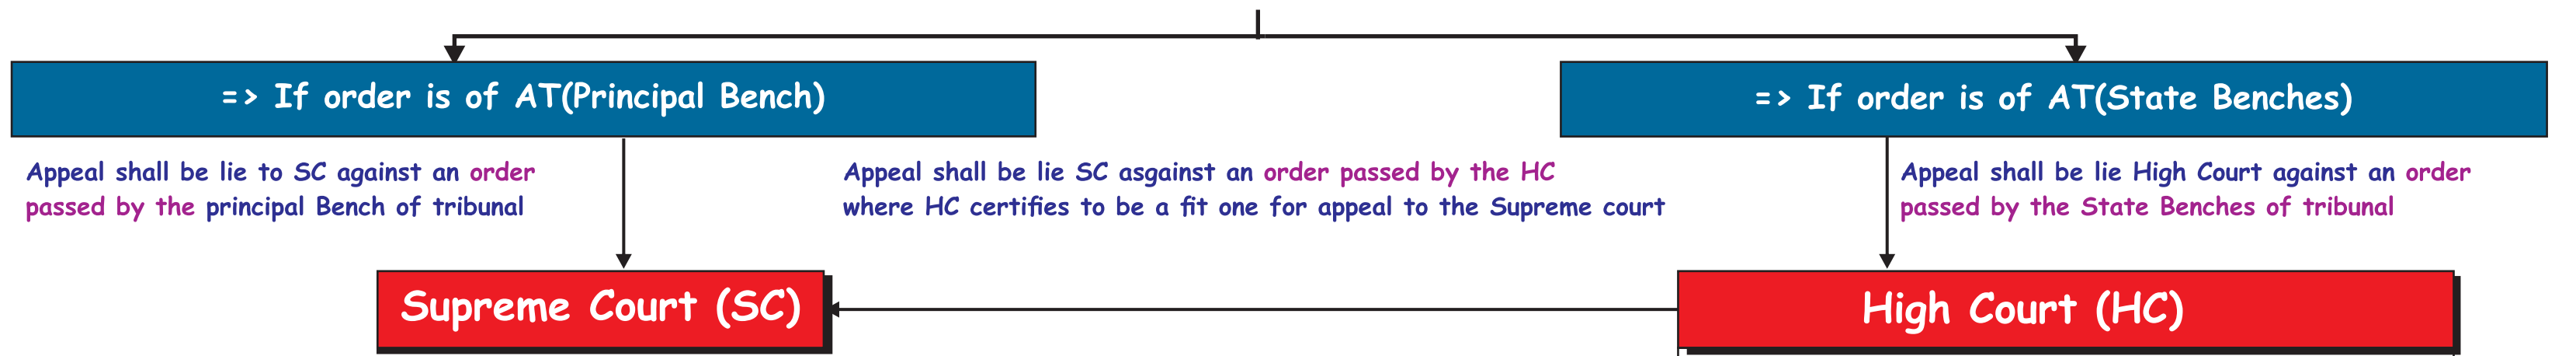 => If order is of AT(Principal Bench)
=> If order is of AT(State Benches)
Appeal shall be lie to SC against an order
passed by the principal Bench of tribunal
Appeal shall be lie SC asgainst an order passed by the HC
where HC certifies to be a fit one for appeal to the Supreme court
Appeal shall be lie High Court against an order
passed by the State Benches of tribunal
Supreme Court (SC)
High Court (HC)